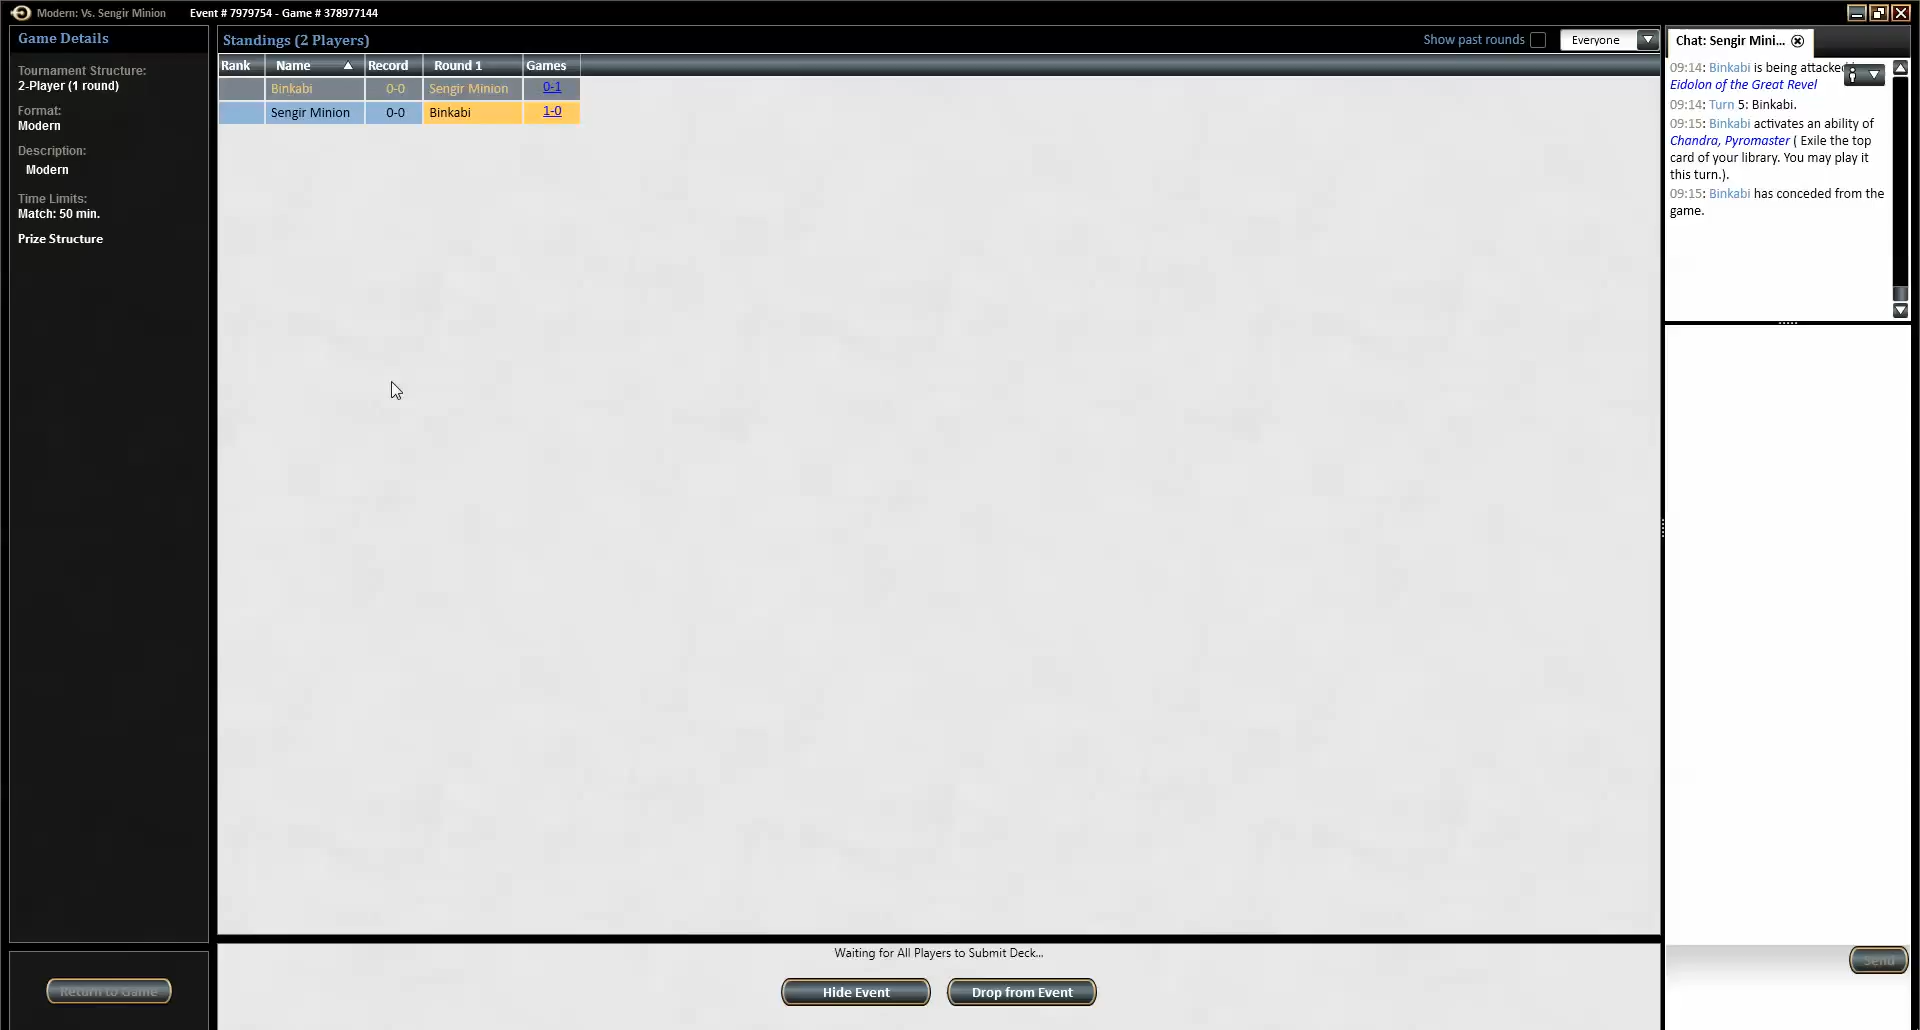 Modern: Vs. Sengir Minion Event # 7979754 - Game # 378977144
Game Details
Tournament Structure:
2-Player (1 round)
Format:
Modern
Description:
Modern
Time Limits:
Match: 50 min.
Prize Structure
Return to Game
Standings (2 Players) Show past rounds Everyone
Rank Name Record Round 1 Games
Binkabi 0-0 Sengir Minion 0-1
Sengir Minion 0-0 Binkabi 1-0
Waiting for All Players to Submit Deck...
Hide Event Drop from Event
Chat: Sengir Mini...
09:14: Binkabi is being attacked
Eidolon of the Great Revel
09:14: Turn 5: Binkabi.
09:15: Binkabi activates an ability of
Chandra, Pyromaster ( Exile the top
card of your library. You may play it
this turn.).
09:15: Binkabi has conceded from the
game.
Send